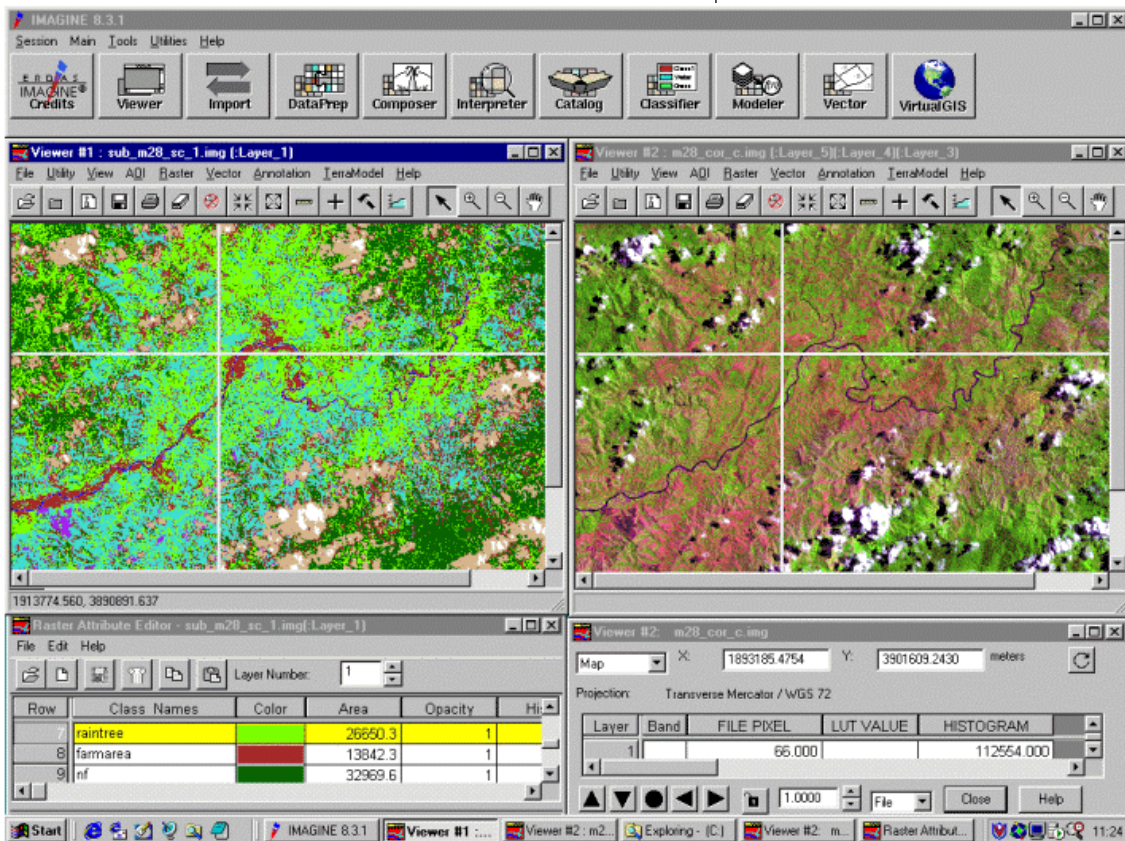 IMAGINE 8.3.1
Session Main Tools Utilities Help
ERDAS
IMAGINE®
Credits Viewer Import DataPrep Composer Interpreter Catalog Classifier Modeler Vector VirtualGIS
Viewer #1 : sub_m28_sc_1.img (:Layer_1)
File Utility View AOI Raster Vector Annotation TerraModel Help
Viewer #2 : m28_cor_c.img (:Layer_5)(:Layer_4)(:Layer_3)
File Utility View AOI Raster Vector Annotation TerraModel Help
1913774.560, 3890891.637
Raster Attribute Editor - sub_m28_sc_1.img(:Layer_1)
File Edit Help
Layer Number: 1
Row Class Names Color Area Opacity His
7 raintree 26650.3 1
8 farmarea 13842.3 1
9 nf 32969.6 1
Viewer #2: m28_cor_c.img
Map X: 1893185.4754 Y: 3901609.2430 meters
Projection: Transverse Mercator / WGS 72
Layer Band FILE PIXEL LUT VALUE HISTOGRAM
1 66.000 112554.000
1.0000 File Close Help
Start IMAGINE 8.3.1 Viewer #1 :... Viewer #2 : m2... Exploring - (C:) Viewer #2: m... Raster Attribut... 11:24